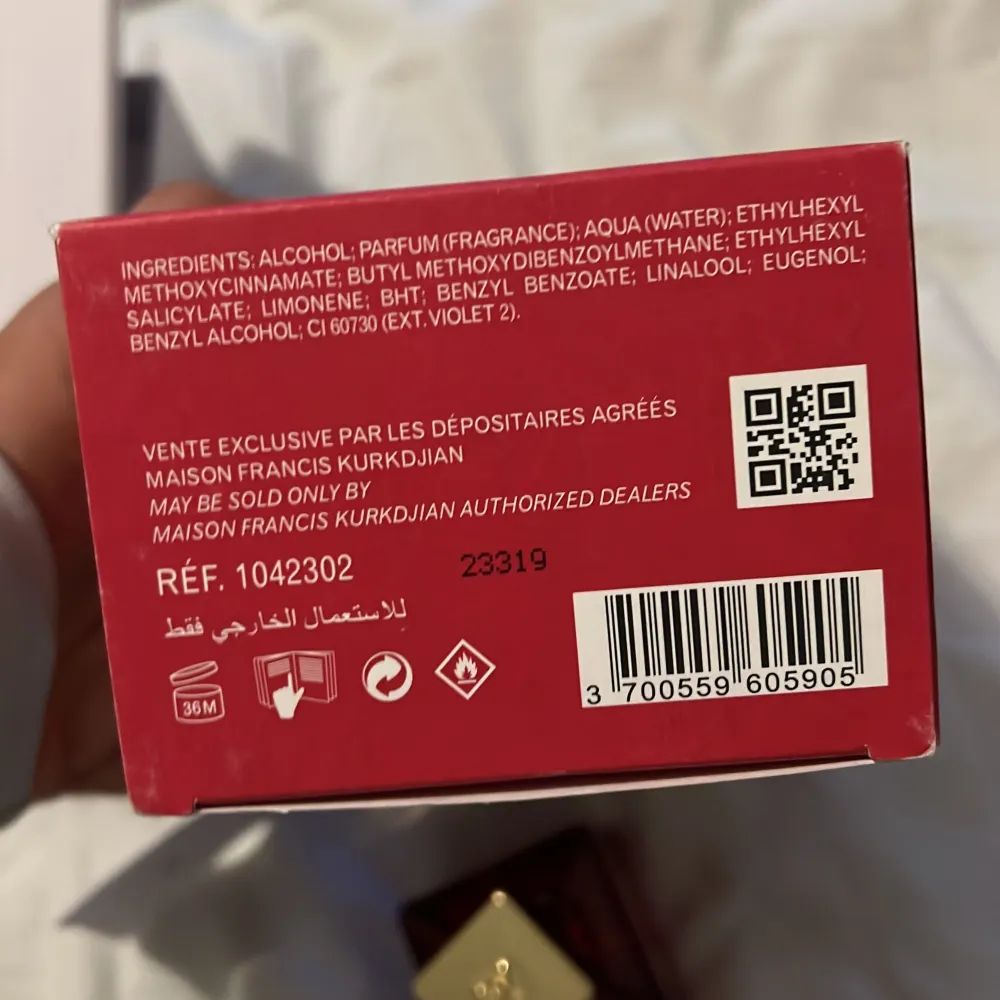 INGREDIENTS: ALCOHOL; PARFUM (FRAGRANCE); AQUA (WATER); ETHYLHEXYL
METHOXYCINNAMATE; BUTYL METHOXYDIBENZOYLMETHANE; ETHYLHEXYL
SALICYLATE; LIMONENE; BHT; BENZYL BENZOATE; LINALOOL; EUGENOL;
BENZYL ALCOHOL; CI 60730 (EXT. VIOLET 2).
VENTE EXCLUSIVE PAR LES DÉPOSITAIRES AGRÉÉS
MAISON FRANCIS KURKDJIAN
MAY BE SOLD ONLY BY
MAISON FRANCIS KURKDJIAN AUTHORIZED DEALERS
RÉF. 1042302 23319
للاستعمال الخارجي فقط
36M
3 700559 605905